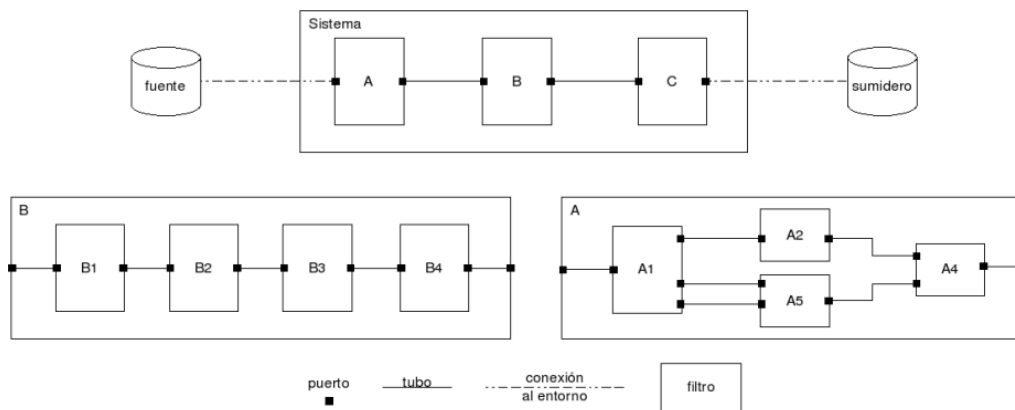 Sistema
fuente
A
B
C
sumidero
B
B1
B2
B3
B4
A
A1
A2
A5
A4
puerto
tubo
conexión
al entorno
filtro